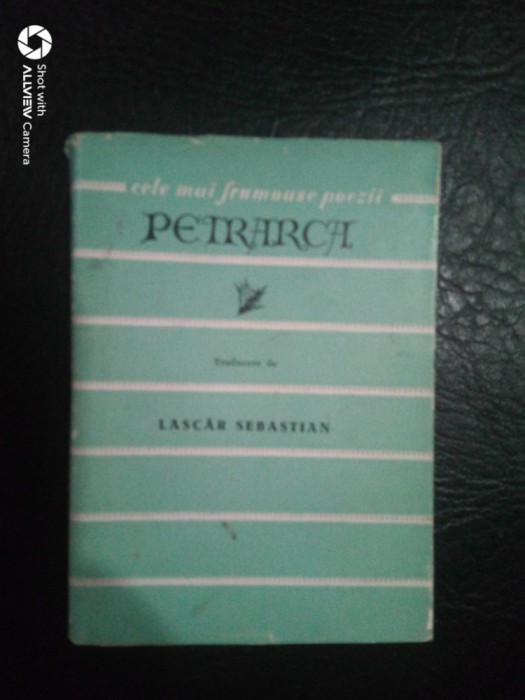 cele mai frumoase poezii
PETRARCA
Traducere de
LASCĂR SEBASTIAN
Shot with
ALLVIEW Camera